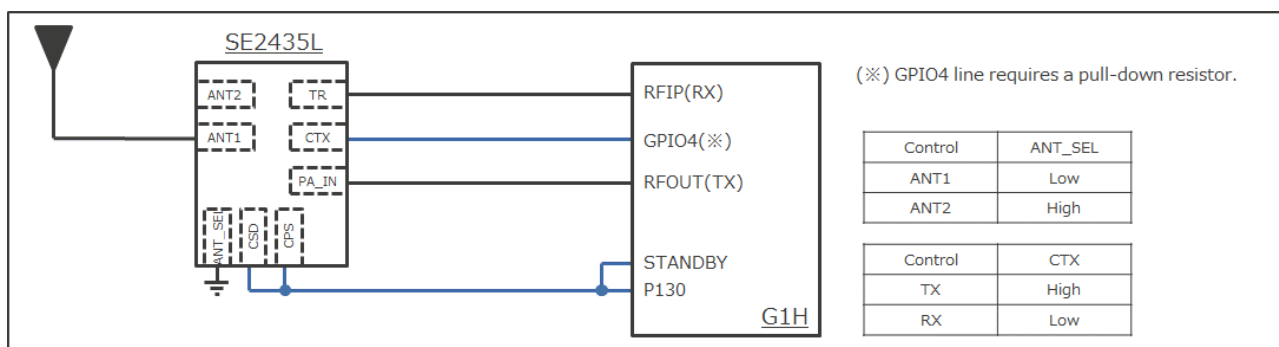 SE2435L
ANT2
TR
ANT1
CTX
PA_IN
ANT_SEL
CSD
CPS
RFIP(RX)
GPIO4(※)
RFOUT(TX)
STANDBY
P130
G1H
(※) GPIO4 line requires a pull-down resistor.
Control ANT_SEL
ANT1 Low
ANT2 High
Control CTX
TX High
RX Low